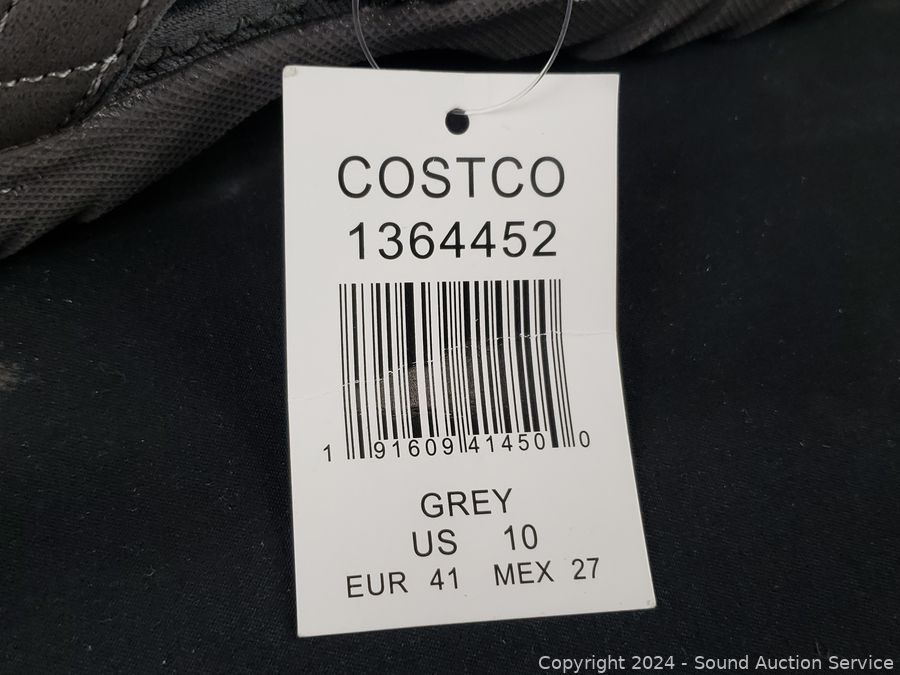 COSTCO
1364452
1 91609 41450 0
GREY
US 10
EUR 41 MEX 27
Copyright 2024 - Sound Auction Service